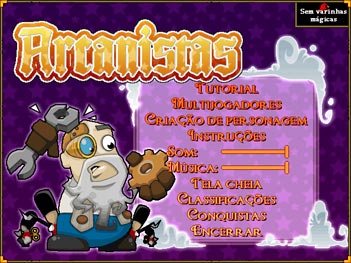 Sem varinhas
mágicas
Arcanistas
Tutorial
Multijogadores
Criação de personagem
Instruções
Som:
Música:
Tela cheia
Classificações
Conquistas
Encerrar